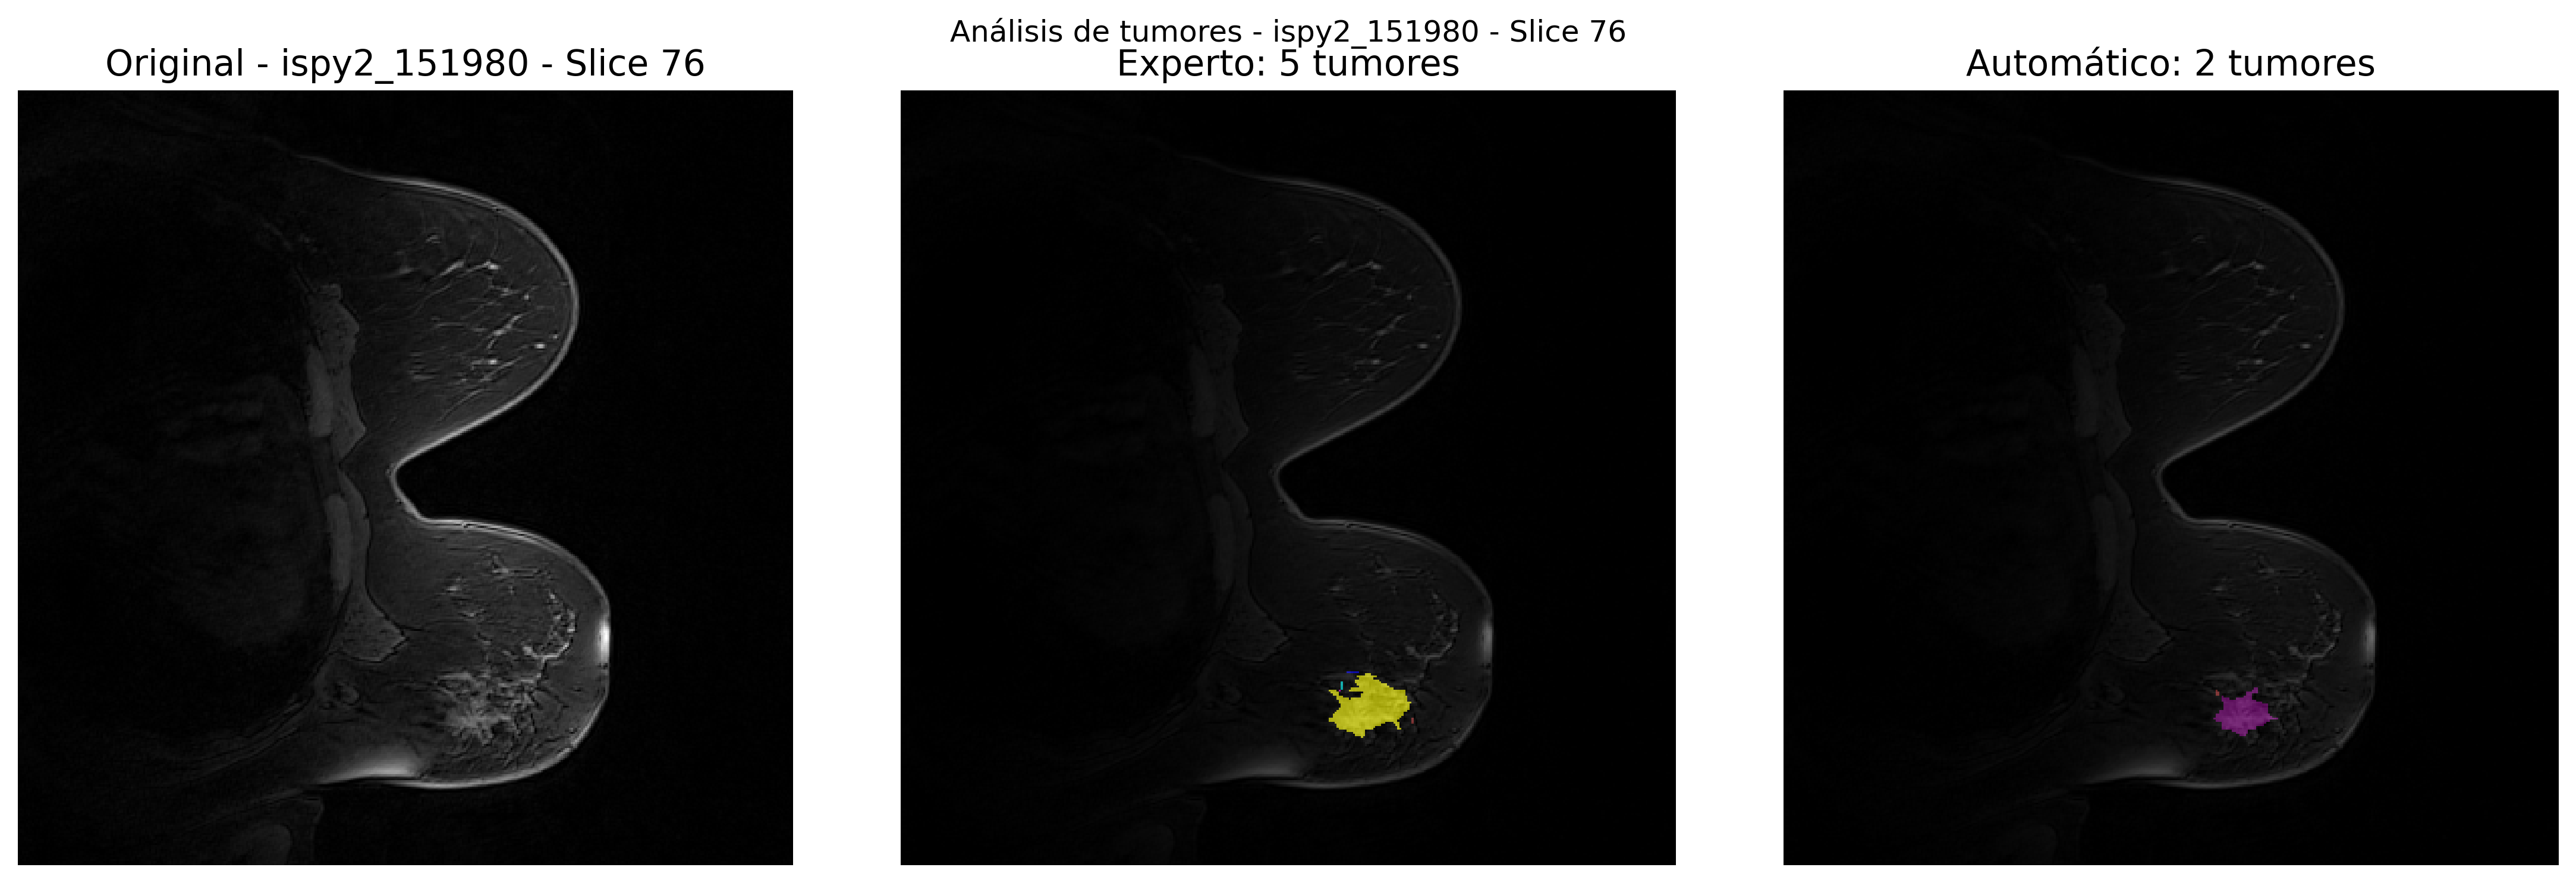 Análisis de tumores - ispy2_151980 - Slice 76
Original - ispy2_151980 - Slice 76
Experto: 5 tumores
Automático: 2 tumores